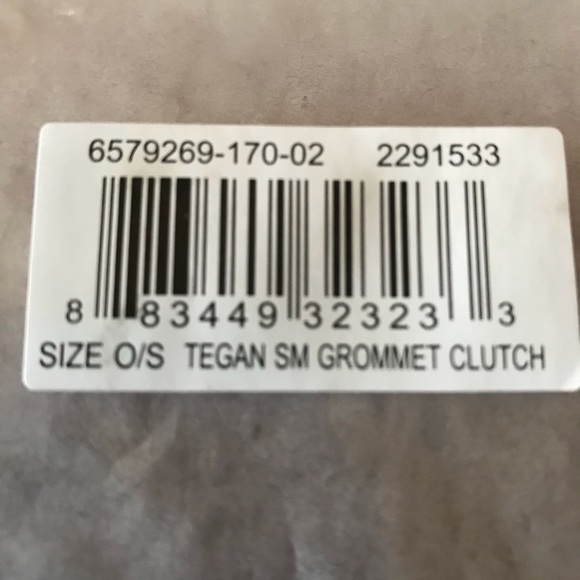 6579269-170-02 2291533
8 83449 32323 3
SIZE O/S TEGAN SM GROMMET CLUTCH